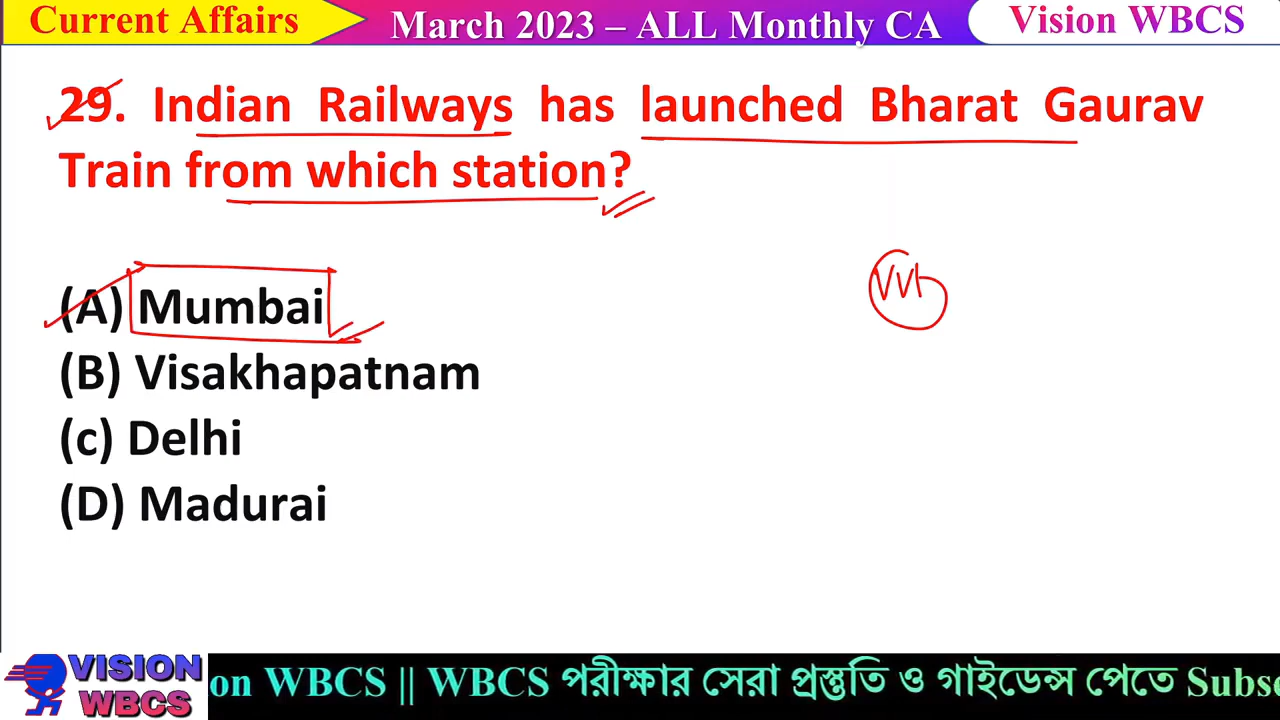 Current Affairs
March 2023 – ALL Monthly CA
Vision WBCS
29. Indian Railways has launched Bharat Gaurav
Train from which station?
(A) Mumbai
(B) Visakhapatnam
(c) Delhi
(D) Madurai
VISION
WBCS
on WBCS || WBCS পরীক্ষার সেরা প্রস্তুতি ও গাইডেন্স পেতে Subsc